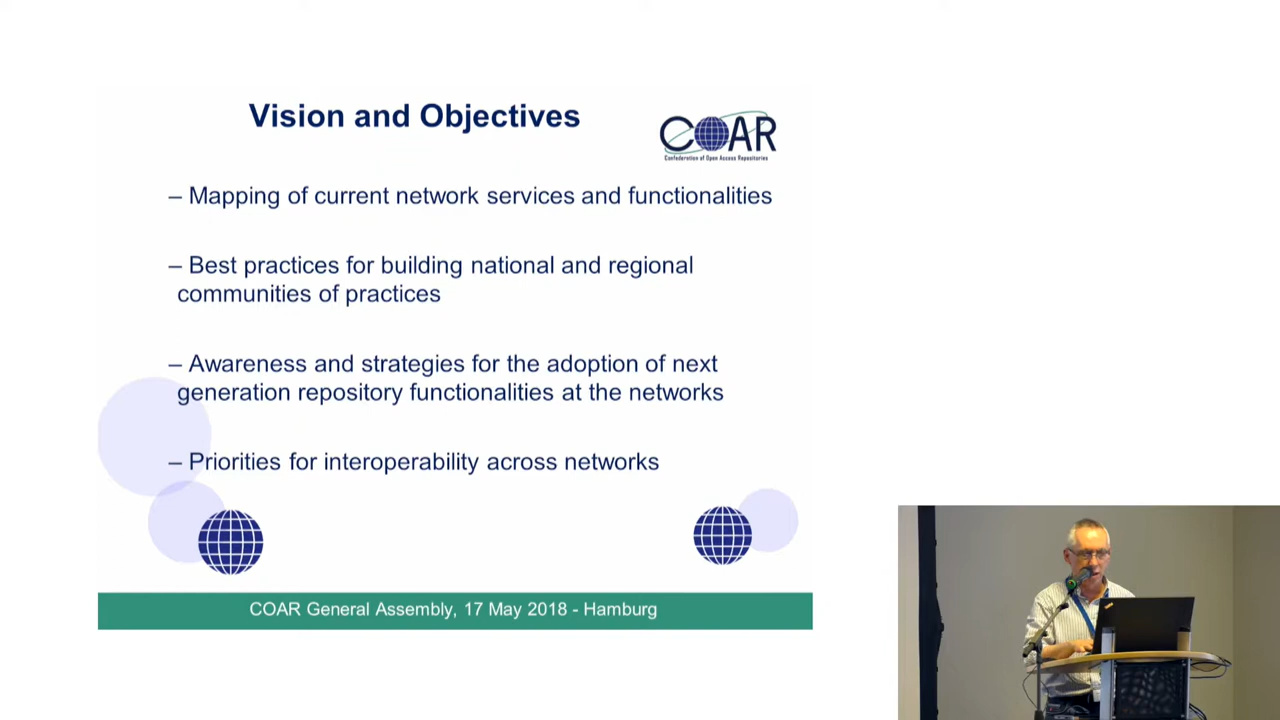 Vision and Objectives
COAR
Confederation of Open Access Repositories
– Mapping of current network services and functionalities
– Best practices for building national and regional
communities of practices
– Awareness and strategies for the adoption of next
generation repository functionalities at the networks
– Priorities for interoperability across networks
COAR General Assembly, 17 May 2018 - Hamburg